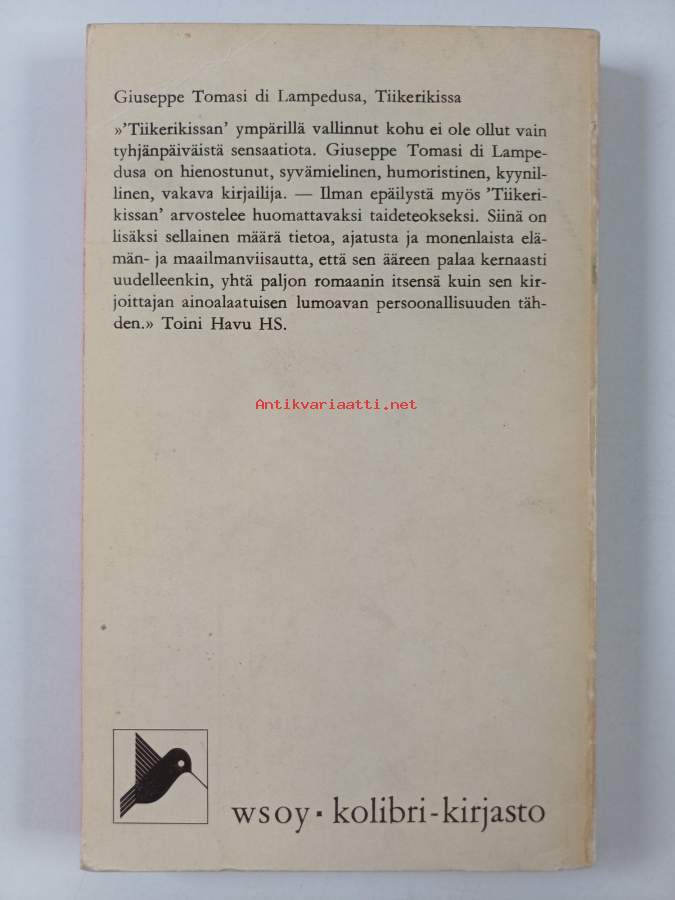 Giuseppe Tomasi di Lampedusa, Tiikerikissa
»'Tiikerikissan' ympärillä vallinnut kohu ei ole ollut vain
tyhjänpäiväistä sensaatiota. Giuseppe Tomasi di Lampe-
dusa on hienostunut, syvämielinen, humoristinen, kyynil-
linen, vakava kirjailija. — Ilman epäilystä myös 'Tiikeri-
kissan' arvostelee huomattavaksi taideteokseksi. Siinä on
lisäksi sellainen määrä tietoa, ajatusta ja monenlaista elä-
män- ja maailmanviisautta, että sen ääreen palaa kernaasti
uudelleenkin, yhtä paljon romaanin itsensä kuin sen kir-
joittajan ainoalaatuisen lumoavan persoonallisuuden täh-
den.» Toini Havu HS.
Antikvariaatti.net
wsoy ▪ kolibri-kirjasto